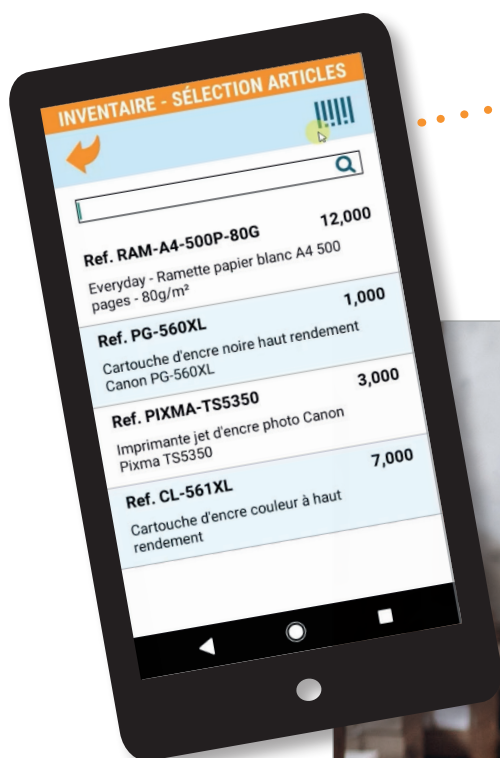 INVENTAIRE - SÉLECTION ARTICLES
Ref. RAM-A4-500P-80G 12,000
Everyday - Ramette papier blanc A4 500
pages - 80g/m²
Ref. PG-560XL 1,000
Cartouche d'encre noire haut rendement
Canon PG-560XL
Ref. PIXMA-TS5350 3,000
Imprimante jet d'encre photo Canon
Pixma TS5350
Ref. CL-561XL 7,000
Cartouche d'encre couleur à haut
rendement